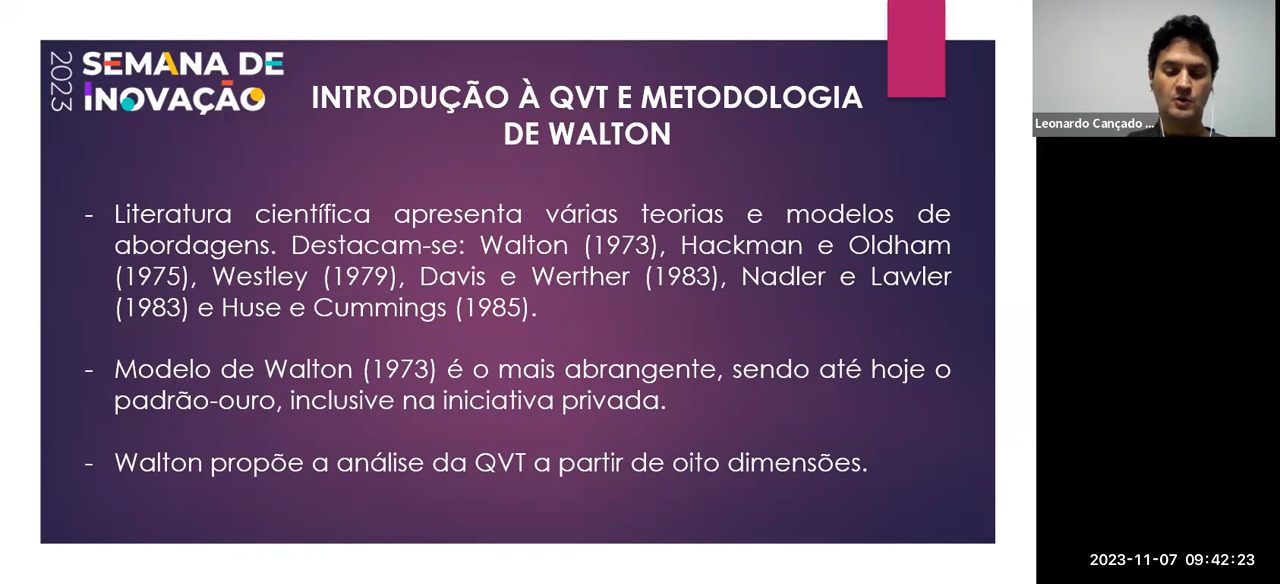 2023
SEMANA DE
INOVAÇÃO
INTRODUÇÃO À QVT E METODOLOGIA
DE WALTON
- Literatura científica apresenta várias teorias e modelos de
abordagens. Destacam-se: Walton (1973), Hackman e Oldham
(1975), Westley (1979), Davis e Werther (1983), Nadler e Lawler
(1983) e Huse e Cummings (1985).
- Modelo de Walton (1973) é o mais abrangente, sendo até hoje o
padrão-ouro, inclusive na iniciativa privada.
- Walton propõe a análise da QVT a partir de oito dimensões.
Leonardo Cançado ...
2023-11-07 09:42:23